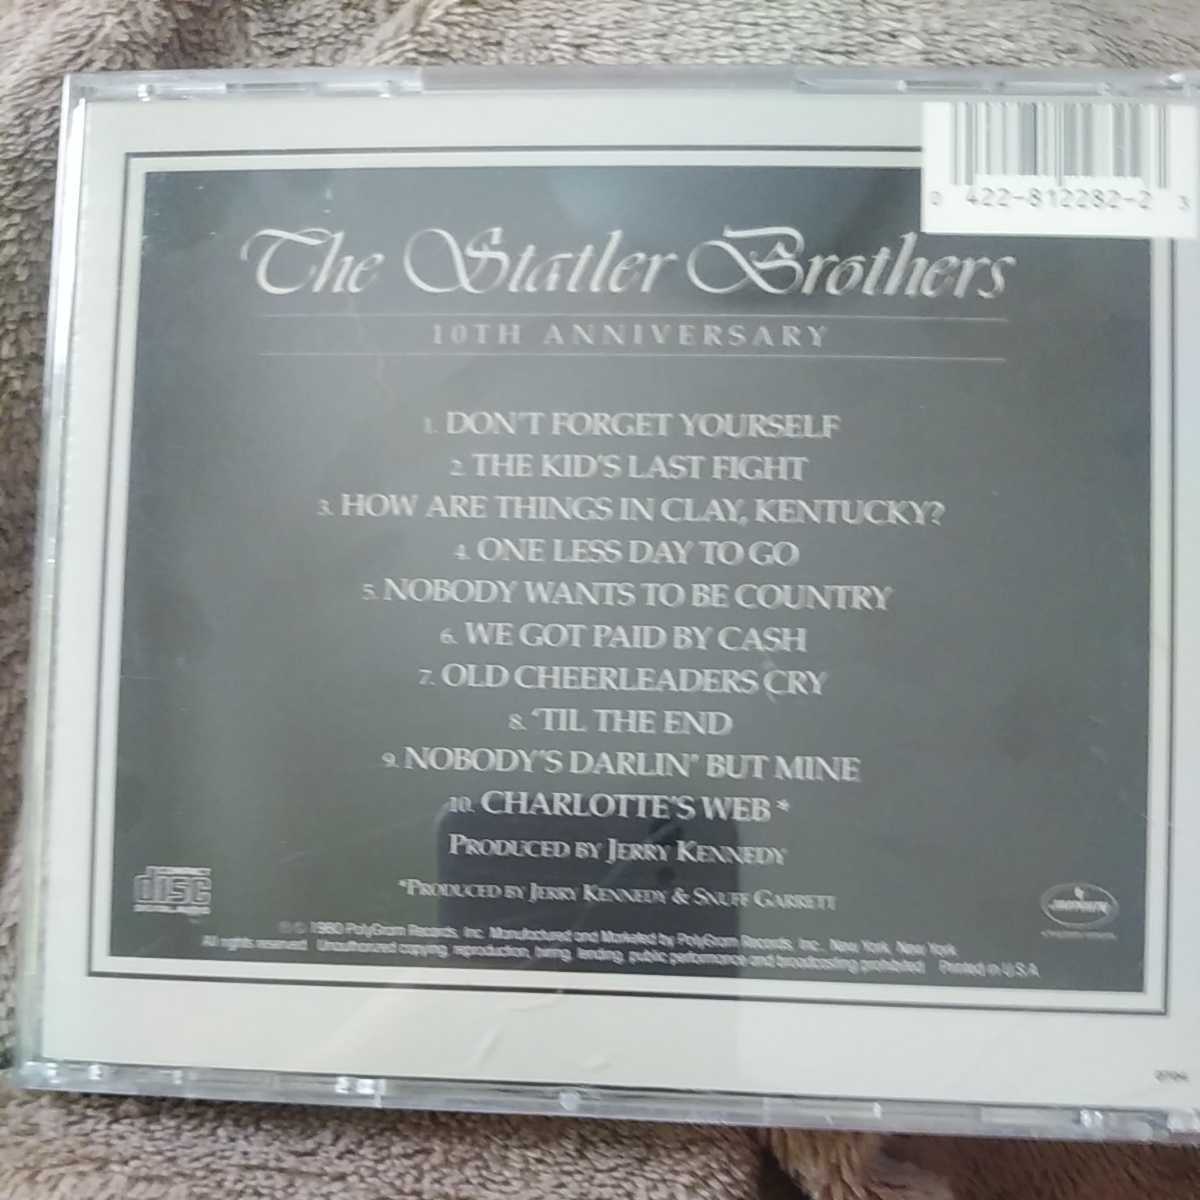 0 422-812282-2 3
The Statler Brothers
10TH ANNIVERSARY
1. DON'T FORGET YOURSELF
2. THE KID'S LAST FIGHT
3. HOW ARE THINGS IN CLAY, KENTUCKY?
4. ONE LESS DAY TO GO
5. NOBODY WANTS TO BE COUNTRY
6. WE GOT PAID BY CASH
7. OLD CHEERLEADERS CRY
8. 'TIL THE END
9. NOBODY'S DARLIN' BUT MINE
10. CHARLOTTE'S WEB *
PRODUCED BY JERRY KENNEDY
*PRODUCED BY JERRY KENNEDY & SNUFF GARRETT
COMPACT
disc
DIGITAL AUDIO
mercury
℗ © 1980 PolyGram Records, Inc. Manufactured and Marketed by PolyGram Records, Inc., New York, New York
All rights reserved. Unauthorized copying, reproduction, hiring, lending, public performance and broadcasting prohibited. Printed in U.S.A.